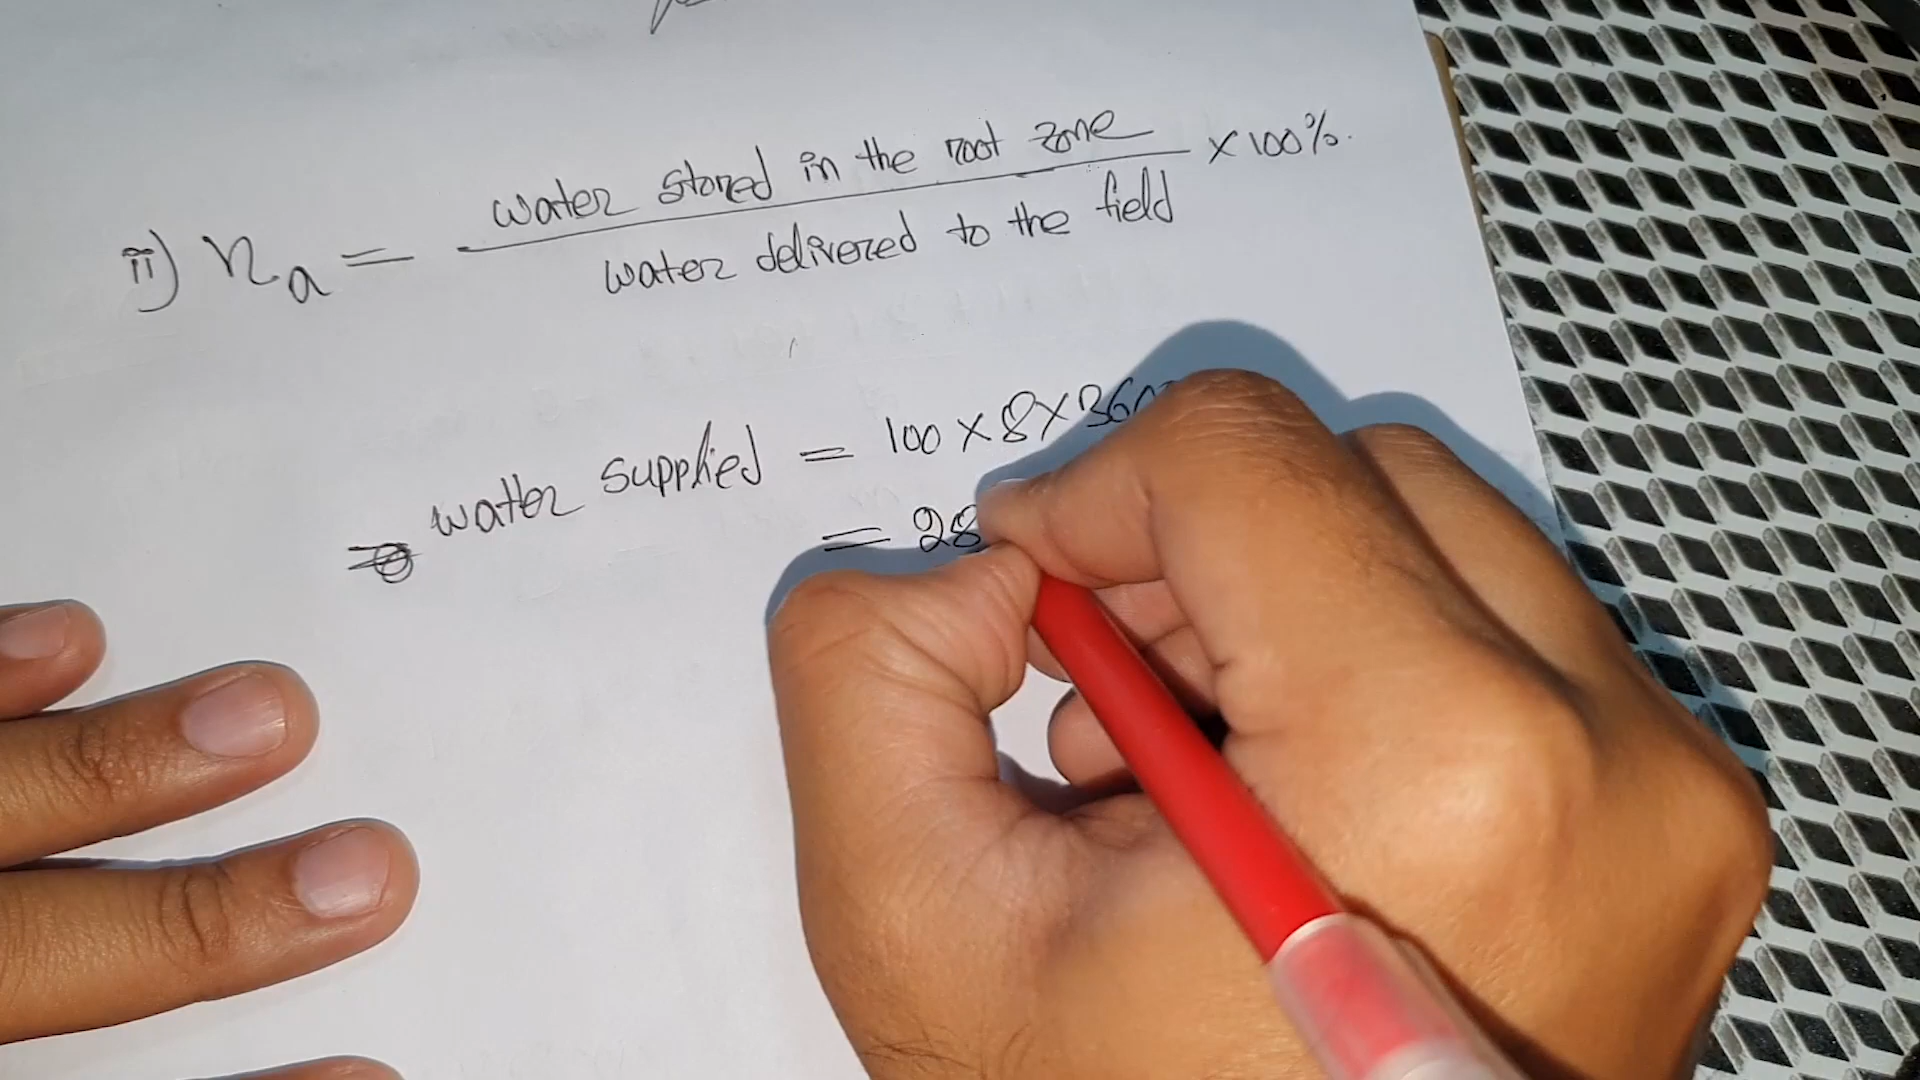 ii) ηa = water stored in the root zone / water delivered to the field × 100%.
water supplied = 100 × 8 × 360
= 28